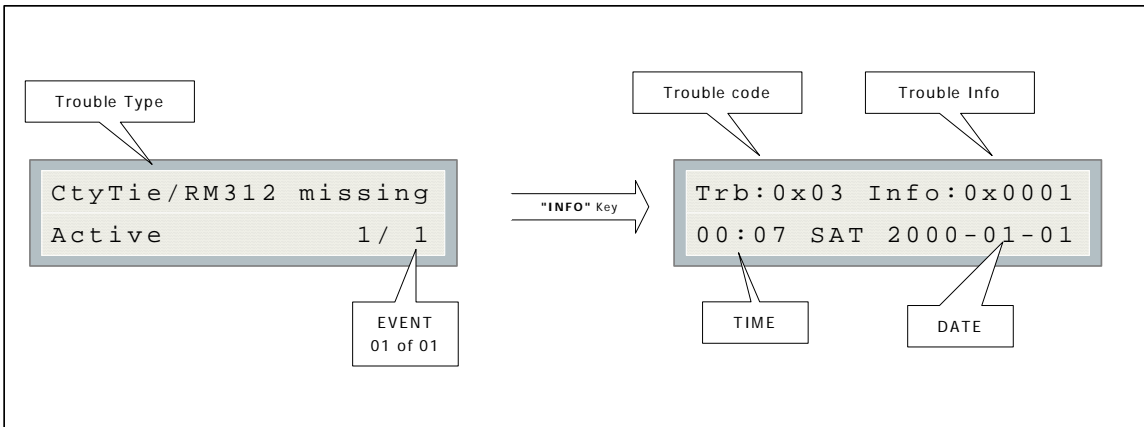 Trouble Type
CtyTie/RM312 missing
Active 1/ 1
EVENT
01 of 01
"INFO" Key
Trouble code
Trouble Info
Trb:0x03 Info:0x0001
00:07 SAT 2000-01-01
TIME
DATE